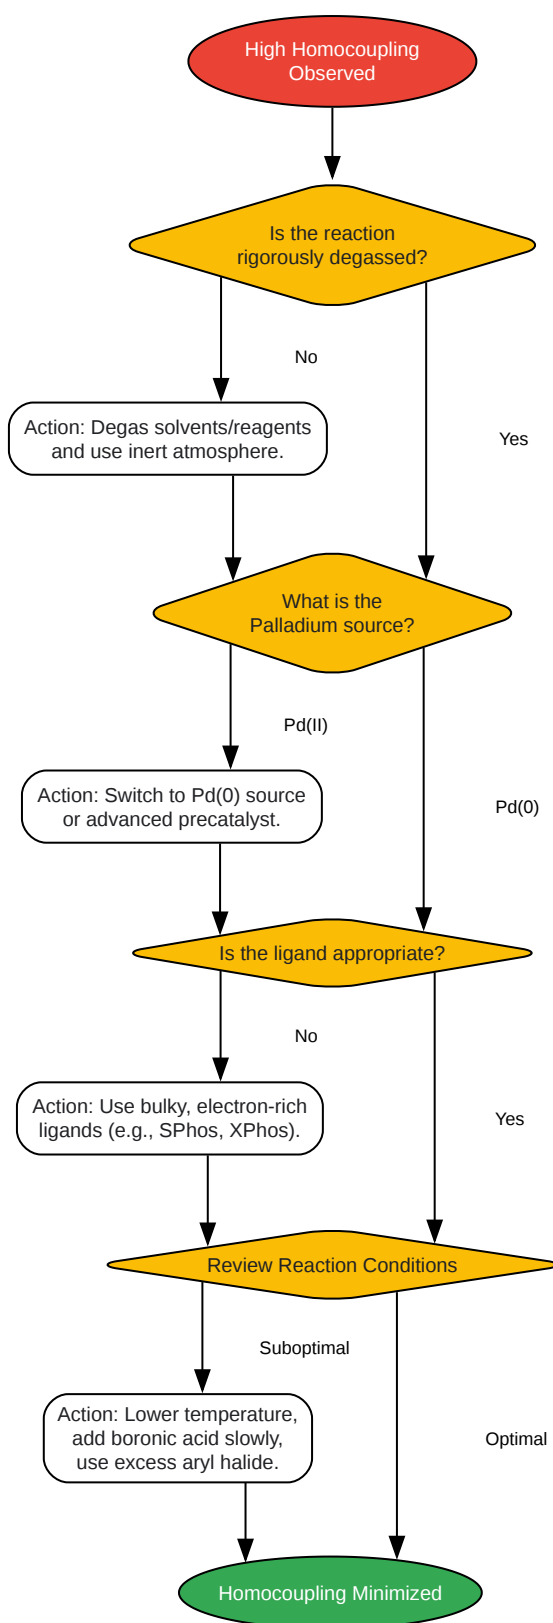 High Homocoupling
Observed
Is the reaction
rigorously degassed?
No
Action: Degas solvents/reagents
and use inert atmosphere.
Yes
What is the
Palladium source?
Pd(II)
Action: Switch to Pd(0) source
or advanced precatalyst.
Pd(0)
Is the ligand appropriate?
No
Action: Use bulky, electron-rich
ligands (e.g., SPhos, XPhos).
Yes
Review Reaction Conditions
Suboptimal
Action: Lower temperature,
add boronic acid slowly,
use excess aryl halide.
Optimal
Homocoupling Minimized